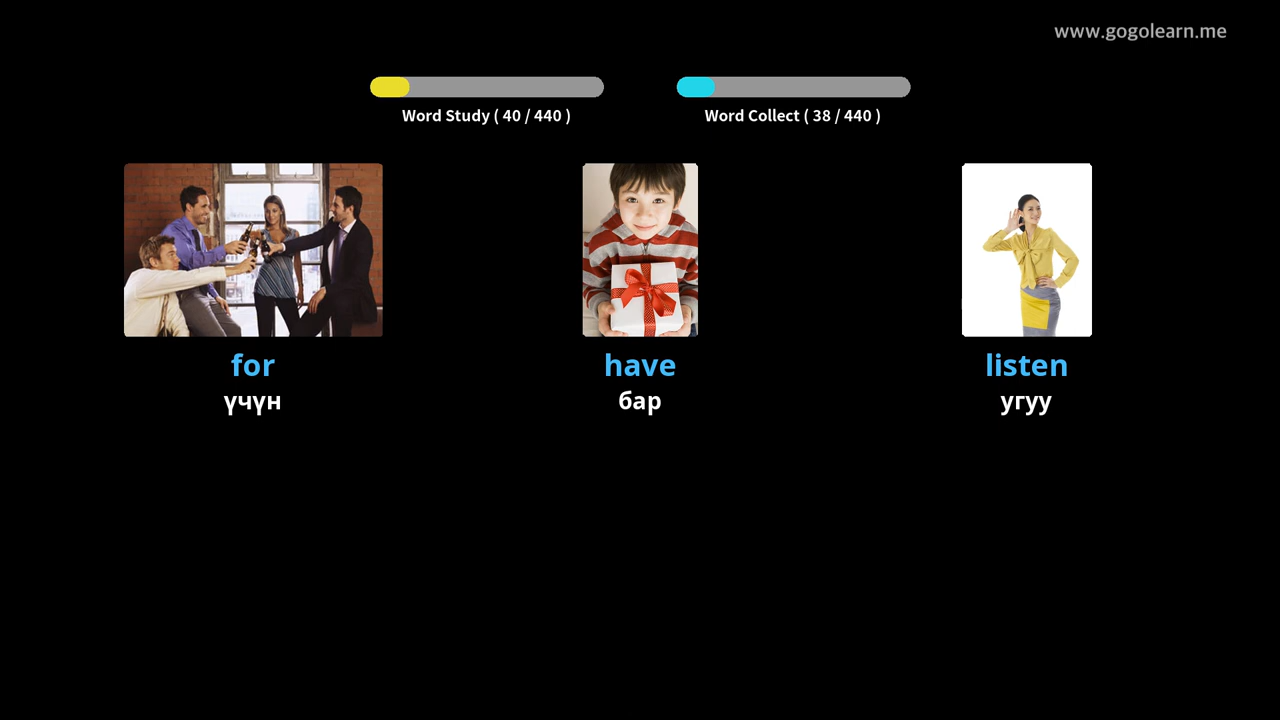 www.gogolearn.me
Word Study ( 40 / 440 )
Word Collect ( 38 / 440 )
for
үчүн
have
бар
listen
угуу